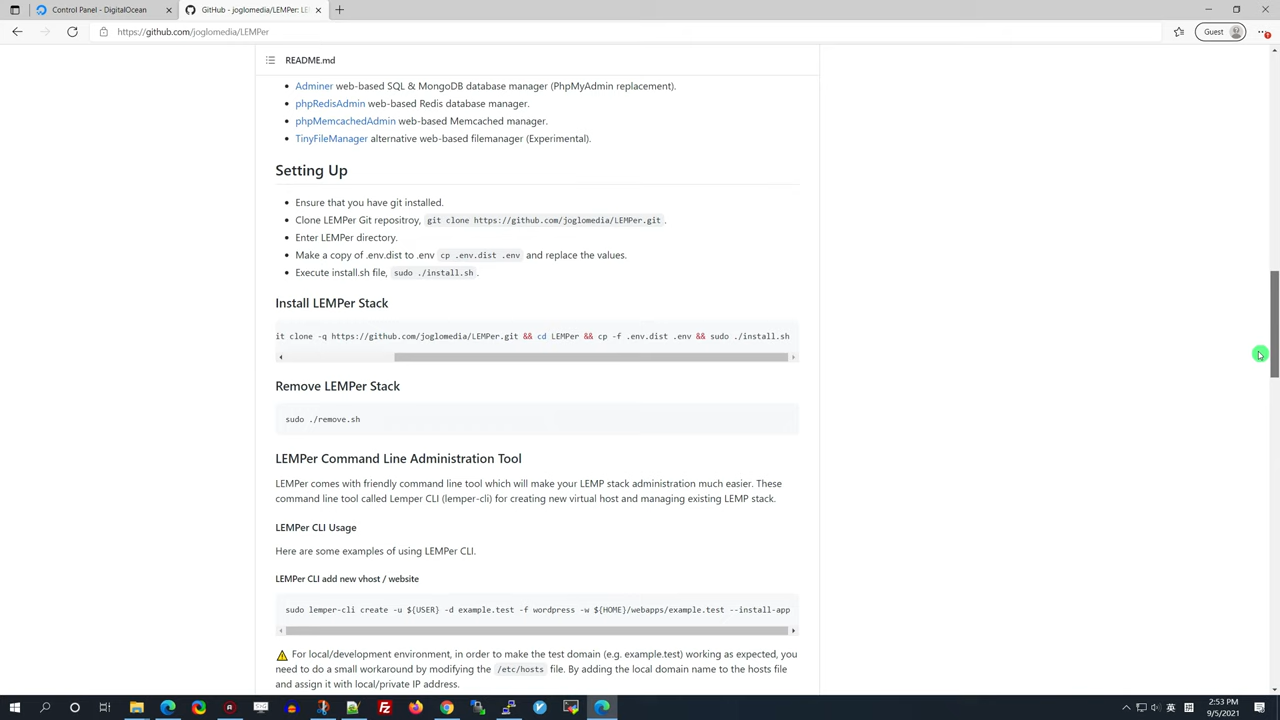 Control Panel - DigitalOcean
GitHub - joglomedia/LEMPer: LE
https://github.com/joglomedia/LEMPer
Guest
README.md
Adminer web-based SQL & MongoDB database manager (PhpMyAdmin replacement).
phpRedisAdmin web-based Redis database manager.
phpMemcachedAdmin web-based Memcached manager.
TinyFileManager alternative web-based filemanager (Experimental).
Setting Up
Ensure that you have git installed.
Clone LEMPer Git repositroy, git clone https://github.com/joglomedia/LEMPer.git .
Enter LEMPer directory.
Make a copy of .env.dist to .env cp .env.dist .env and replace the values.
Execute install.sh file, sudo ./install.sh .
Install LEMPer Stack
it clone -q https://github.com/joglomedia/LEMPer.git && cd LEMPer && cp -f .env.dist .env && sudo ./install.sh
Remove LEMPer Stack
sudo ./remove.sh
LEMPer Command Line Administration Tool
LEMPer comes with friendly command line tool which will make your LEMP stack administration much easier. These
command line tool called Lemper CLI (lemper-cli) for creating new virtual host and managing existing LEMP stack.
LEMPer CLI Usage
Here are some examples of using LEMPer CLI.
LEMPer CLI add new vhost / website
sudo lemper-cli create -u ${USER} -d example.test -f wordpress -w ${HOME}/webapps/example.test --install-app
For local/development environment, in order to make the test domain (e.g. example.test) working as expected, you
need to do a small workaround by modifying the /etc/hosts file. By adding the local domain name to the hosts file
and assign it with local/private IP address.
英
2:53 PM
9/5/2021